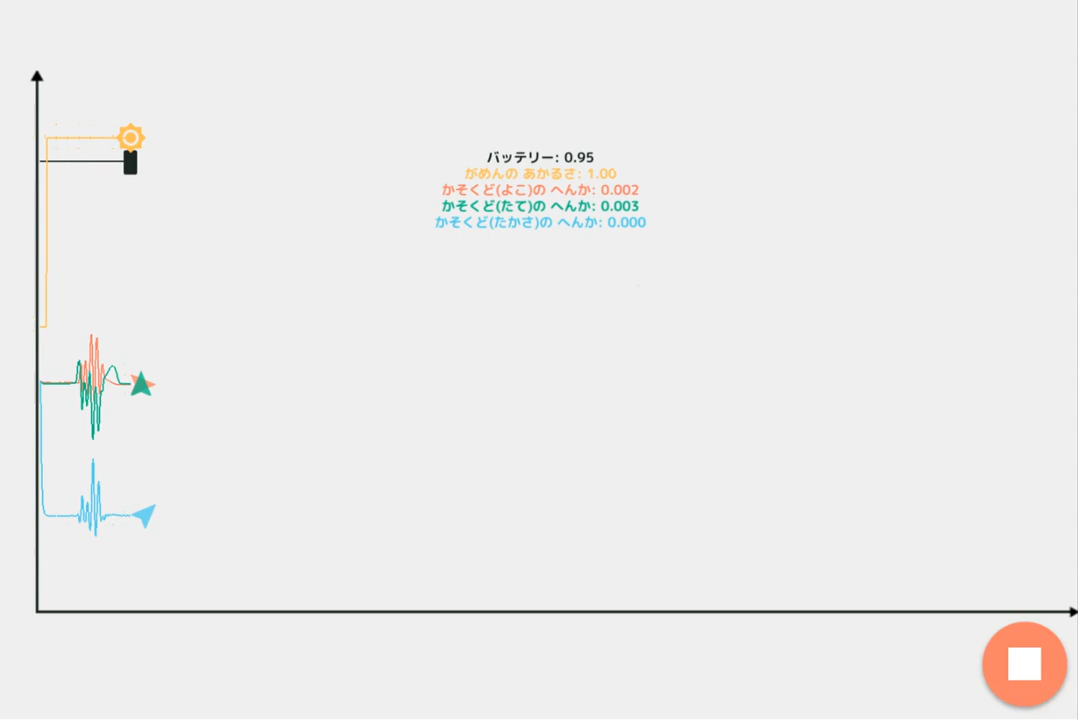 バッテリー: 0.95
がめんの あかるさ: 1.00
かそくど(よこ)の へんか: 0.002
かそくど(たて)の へんか: 0.003
かそくど(たかさ)の へんか: 0.000